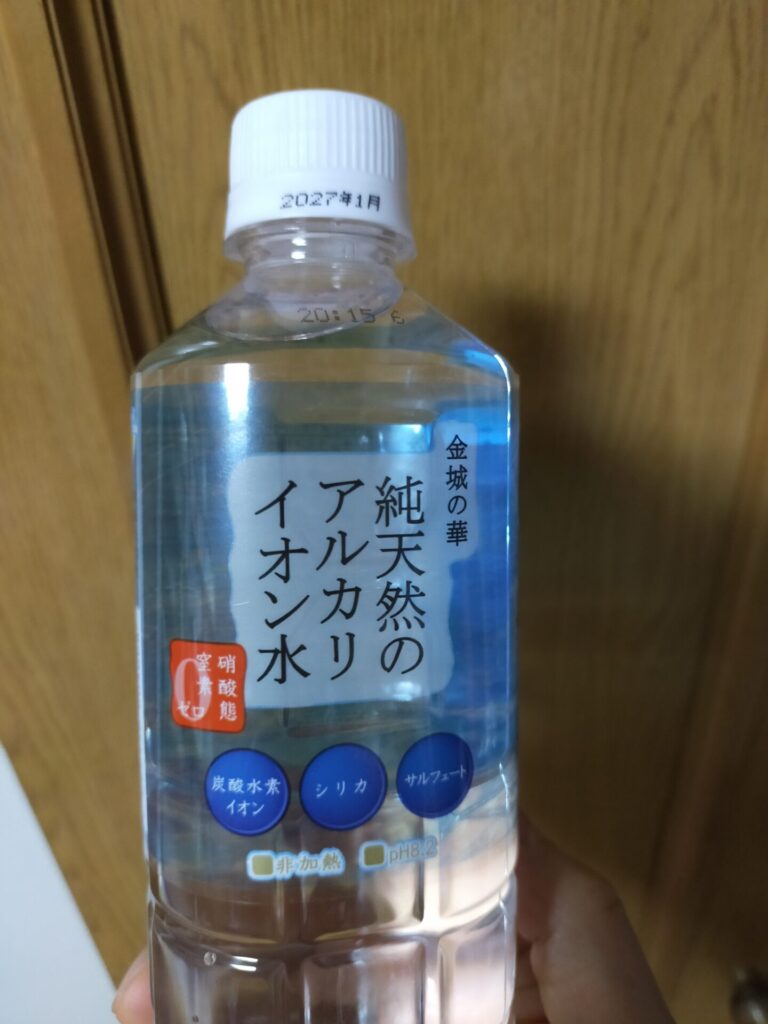 2027年1月
20:15 6
金城の華
純天然の
アルカリ
イオン水
硝酸態
窒素
ゼロ
0
炭酸水素
イオン
シリカ
サルフェート
非加熱
pH8.2